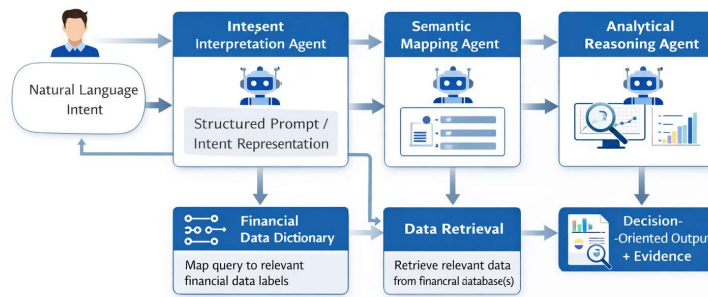 Intesent
Interpretation Agent
Semantic
Mapping Agent
Analytical
Reasoning Agent
Natural Language
Intent
Structured Prompt /
Intent Representation
Financial
Data Dictionary
Map query to relevant
financial data labels
Data Retrieval
Retrieve relevant data
from financral database(s)
Decision-
-Oriented Output
+ Evidence